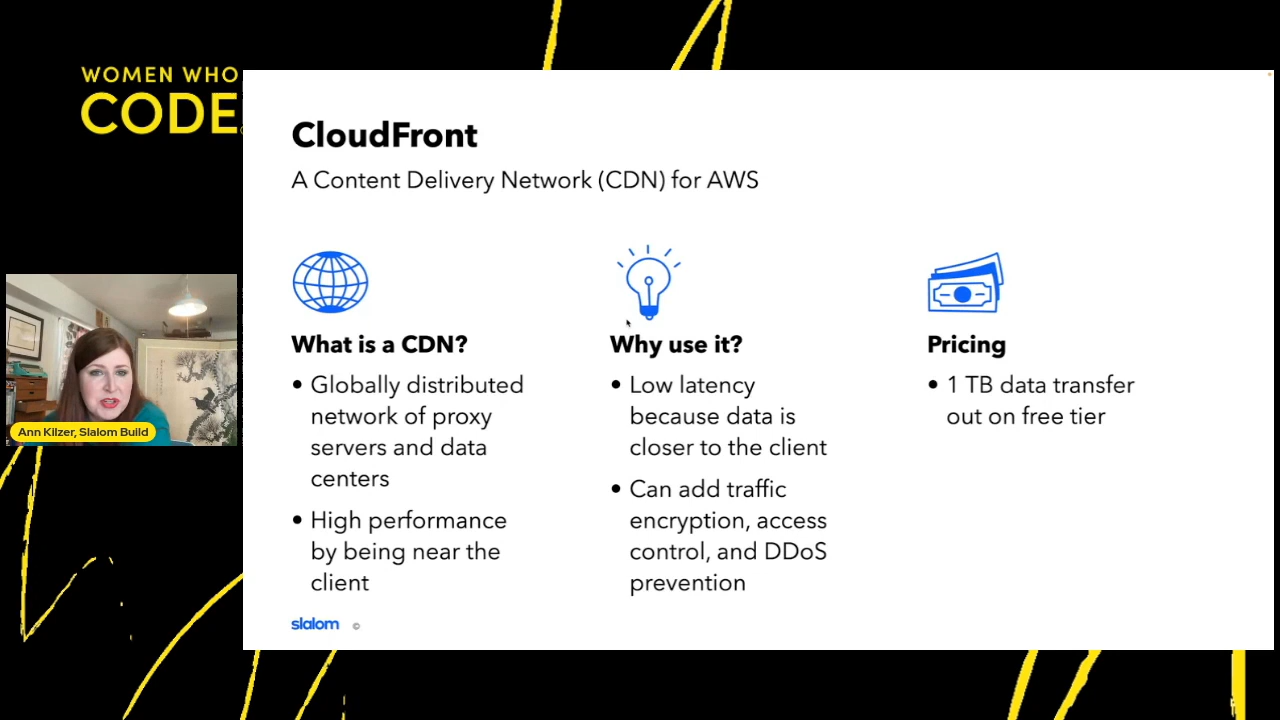 WOMEN WHO
CODE
CloudFront
A Content Delivery Network (CDN) for AWS
What is a CDN?
• Globally distributed
network of proxy
servers and data
centers
• High performance
by being near the
client
Why use it?
• Low latency
because data is
closer to the client
• Can add traffic
encryption, access
control, and DDoS
prevention
Pricing
• 1 TB data transfer
out on free tier
Ann Kilzer, Slalom Build
slalom ©